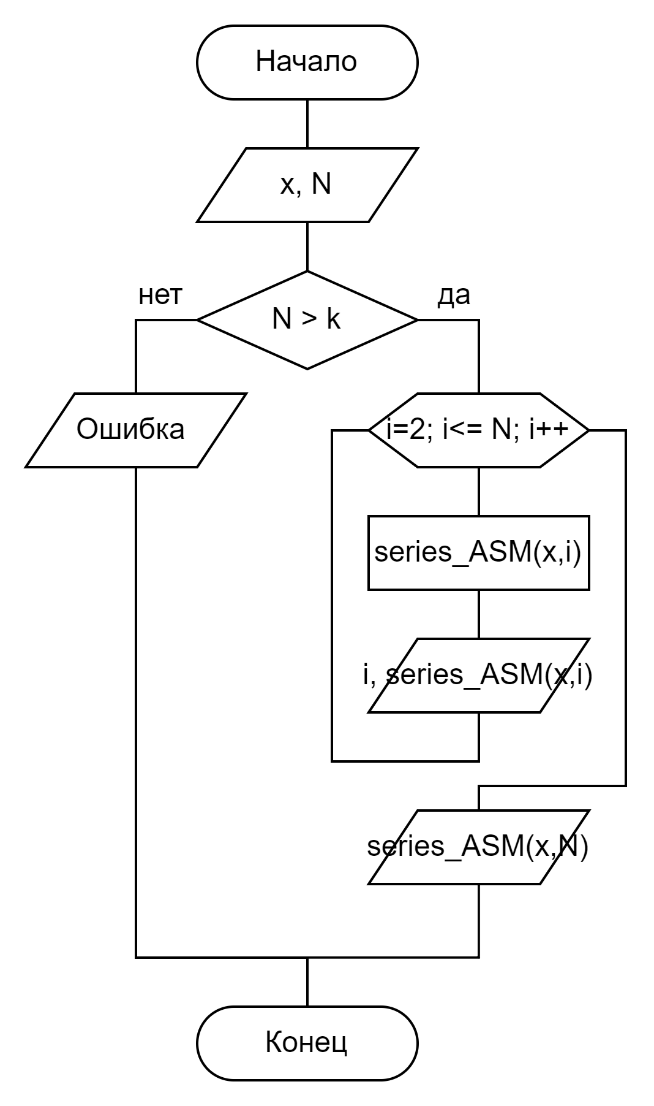 Начало
x, N
нет
да
N > k
Ошибка
i=2; i<= N; i++
series_ASM(x,i)
i, series_ASM(x,i)
series_ASM(x,N)
Конец